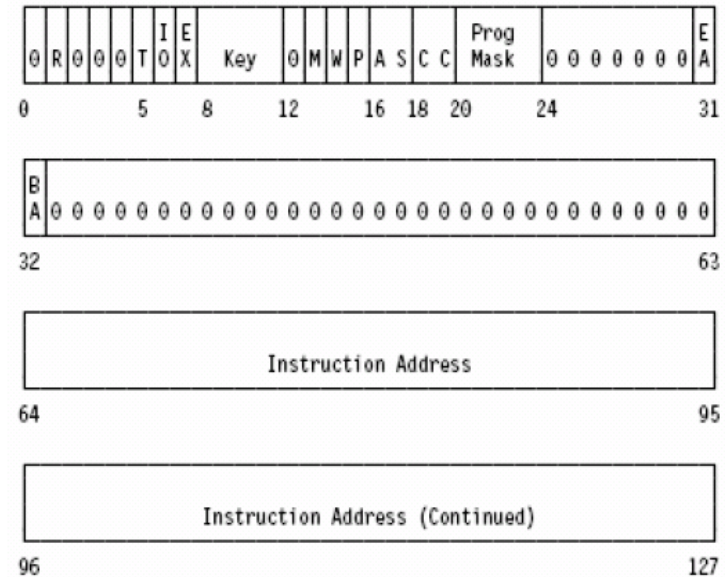 I E Prog E
0 R 0 0 0 T O X Key 0 M W P A S C C Mask 0 0 0 0 0 0 0 A
0 5 8 12 16 18 20 24 31
B
A 0 0 0 0 0 0 0 0 0 0 0 0 0 0 0 0 0 0 0 0 0 0 0 0 0 0 0 0 0 0 0
32 63
Instruction Address
64 95
Instruction Address (Continued)
96 127